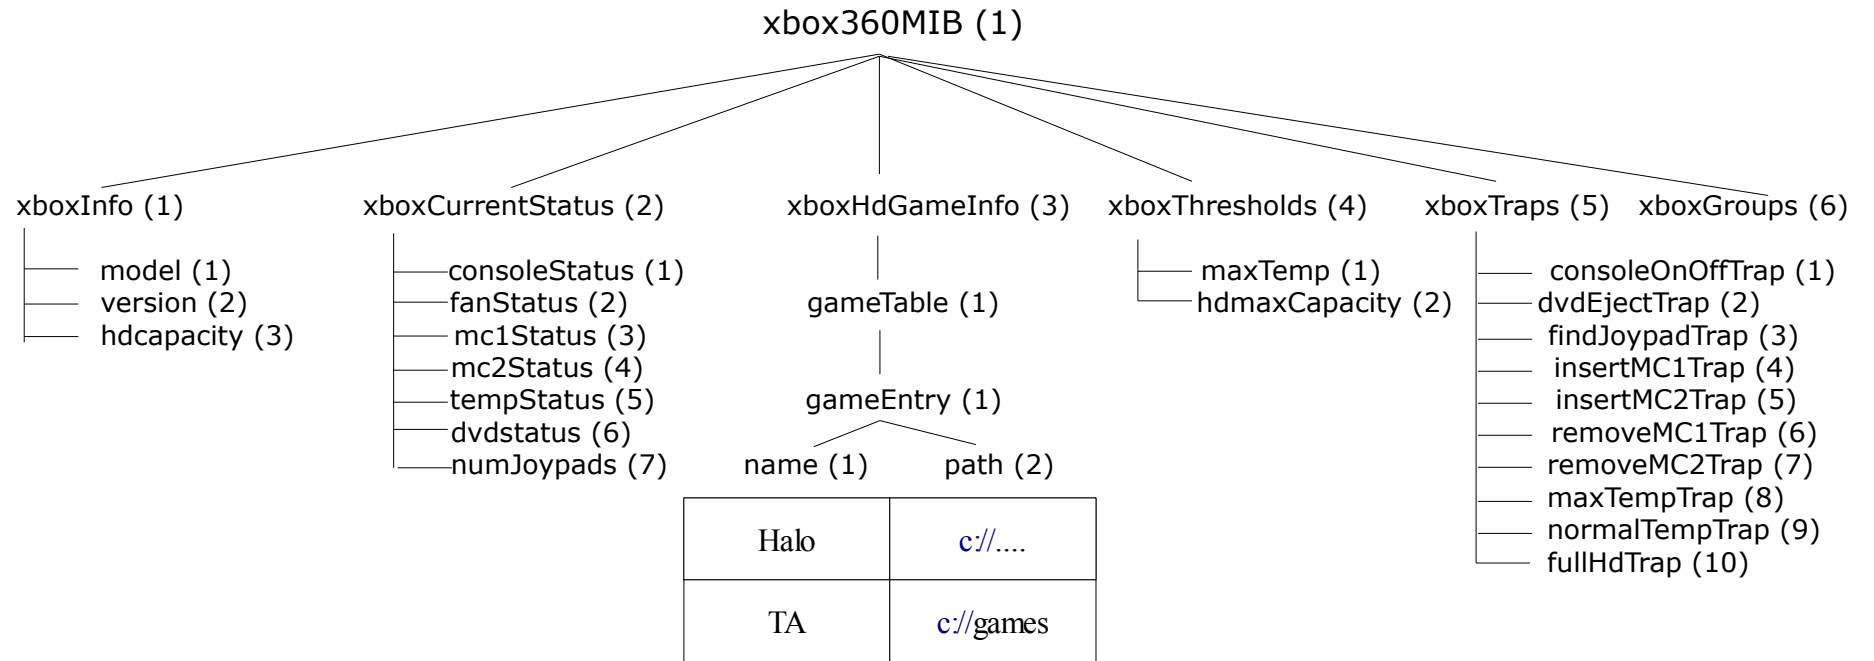 xbox360MIB (1)
xboxInfo (1)
model (1)
version (2)
hdcapacity (3)
xboxCurrentStatus (2)
consoleStatus (1)
fanStatus (2)
mc1Status (3)
mc2Status (4)
tempStatus (5)
dvdstatus (6)
numJoypads (7)
xboxHdGameInfo (3)
gameTable (1)
gameEntry (1)
name (1) path (2)
Halo c://....
TA c://games
xboxThresholds (4)
maxTemp (1)
hdmaxCapacity (2)
xboxTraps (5)
consoleOnOffTrap (1)
dvdEjectTrap (2)
findJoypadTrap (3)
insertMC1Trap (4)
insertMC2Trap (5)
removeMC1Trap (6)
removeMC2Trap (7)
maxTempTrap (8)
normalTempTrap (9)
fullHdTrap (10)
xboxGroups (6)